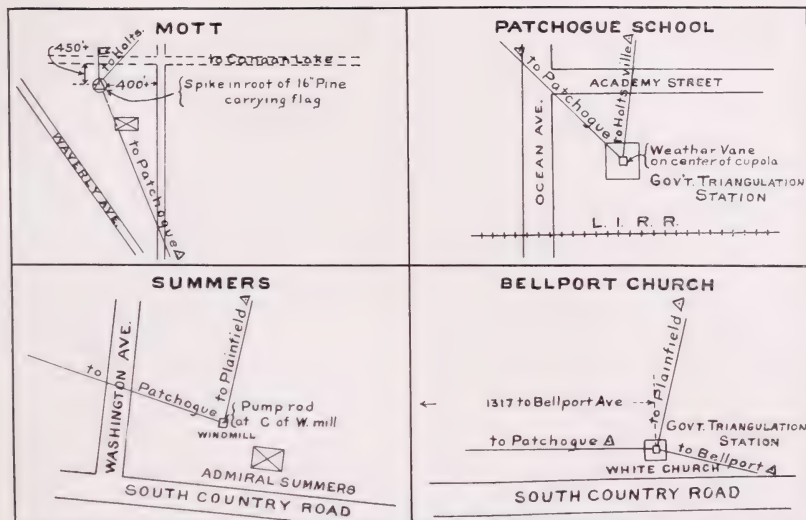 MOTT
450'±
to Holts.
to Canaan Lake
400'±
Spike in root of 16" Pine
carrying flag
WAVERLY AVE.
to Patchogue
PATCHOGUE SCHOOL
to Patchogue
to Holtsville
ACADEMY STREET
OCEAN AVE.
Weather Vane
on center of cupola
GOV'T. TRIANGULATION
STATION
L. I. R. R.
SUMMERS
WASHINGTON AVE.
to Patchogue
to Plainfield
Pump rod
at C of W. mill
WINDMILL
ADMIRAL SUMMERS
SOUTH COUNTRY ROAD
BELLPORT CHURCH
1317 to Bellport Ave
to Plainfield
GOVT. TRIANGULATION
STATION
to Patchogue
to Bellport
WHITE CHURCH
SOUTH COUNTRY ROAD